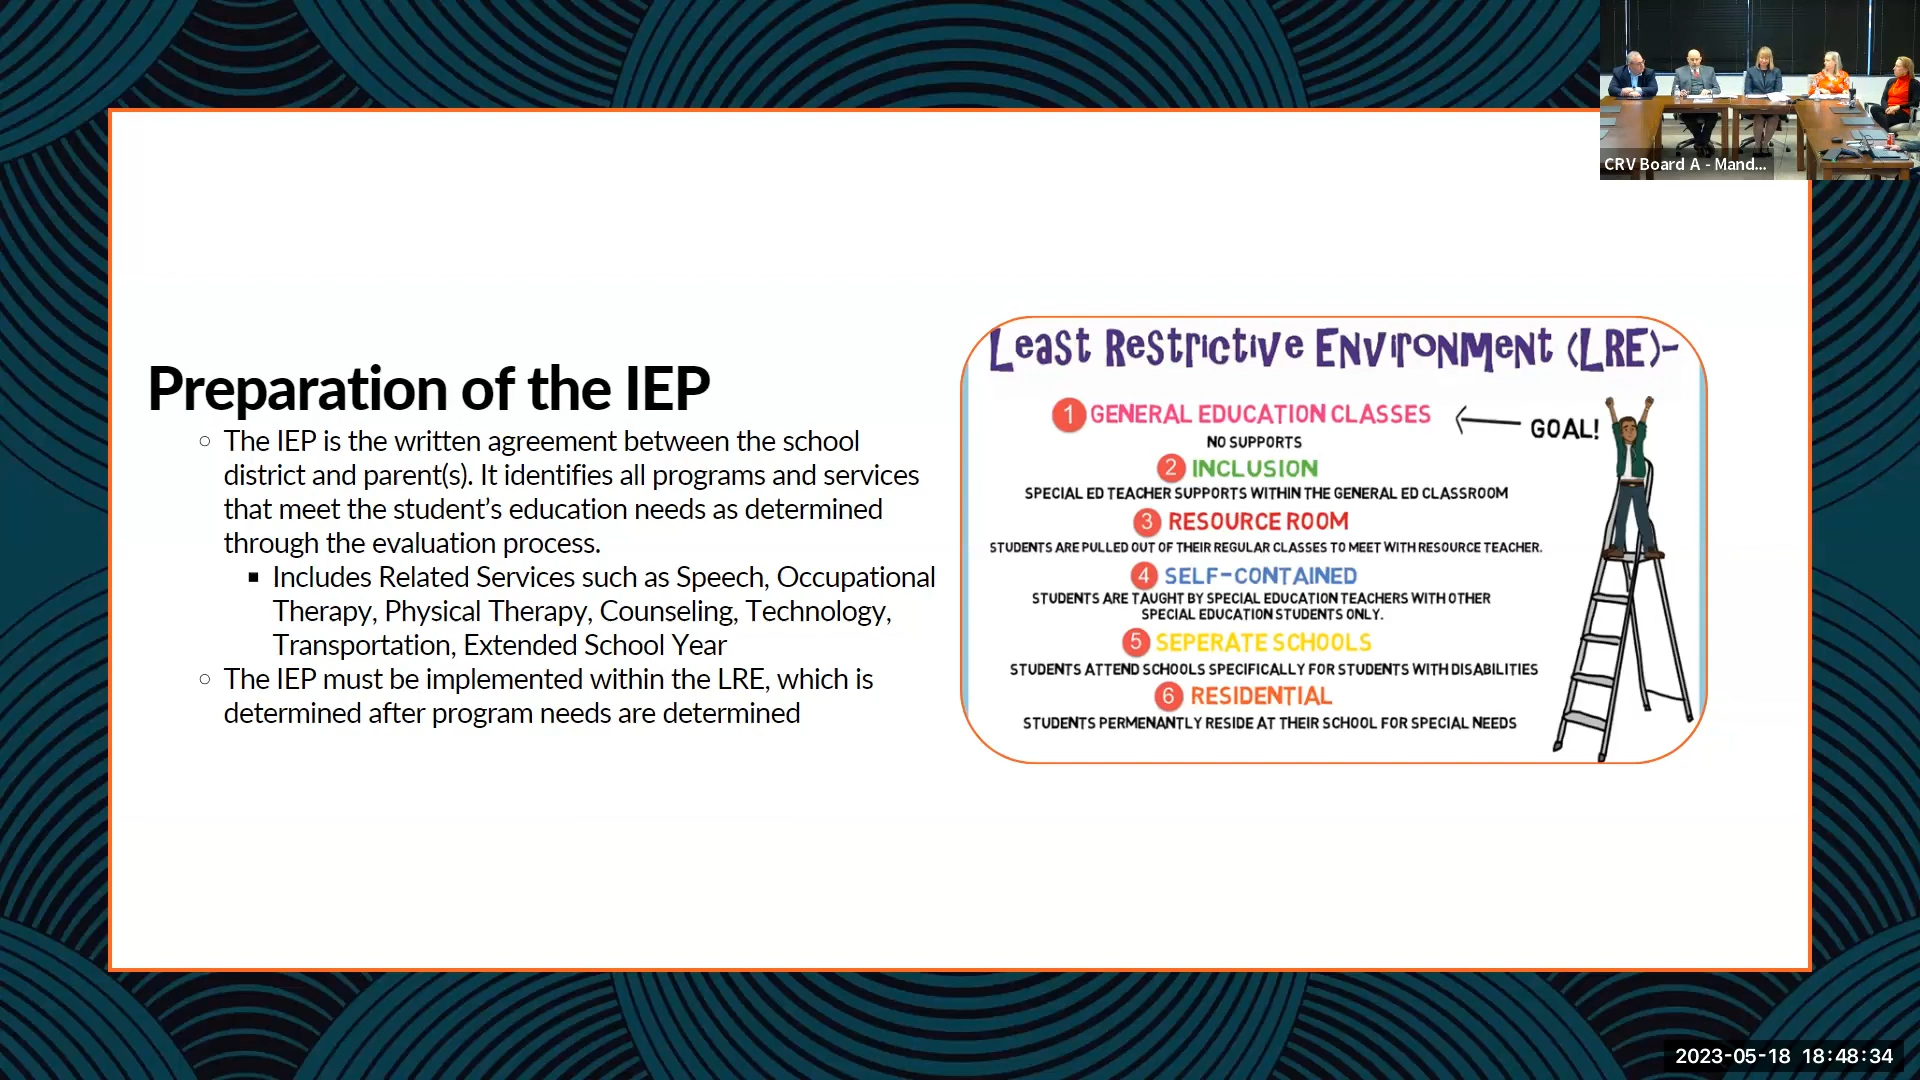 CRV Board A - Mand...
Preparation of the IEP
○ The IEP is the written agreement between the school
district and parent(s). It identifies all programs and services
that meet the student’s education needs as determined
through the evaluation process.
■ Includes Related Services such as Speech, Occupational
Therapy, Physical Therapy, Counseling, Technology,
Transportation, Extended School Year
○ The IEP must be implemented within the LRE, which is
determined after program needs are determined
Least Restrictive Environment (LRE)-
1 GENERAL EDUCATION CLASSES
GOAL!
NO SUPPORTS
2 INCLUSION
SPECIAL ED TEACHER SUPPORTS WITHIN THE GENERAL ED CLASSROOM
3 RESOURCE ROOM
STUDENTS ARE PULLED OUT OF THEIR REGULAR CLASSES TO MEET WITH RESOURCE TEACHER.
4 SELF-CONTAINED
STUDENTS ARE TAUGHT BY SPECIAL EDUCATION TEACHERS WITH OTHER
SPECIAL EDUCATION STUDENTS ONLY.
5 SEPERATE SCHOOLS
STUDENTS ATTEND SCHOOLS SPECIFICALLY FOR STUDENTS WITH DISABILITIES
6 RESIDENTIAL
STUDENTS PERMENANTLY RESIDE AT THEIR SCHOOL FOR SPECIAL NEEDS
2023-05-18 18:48:34